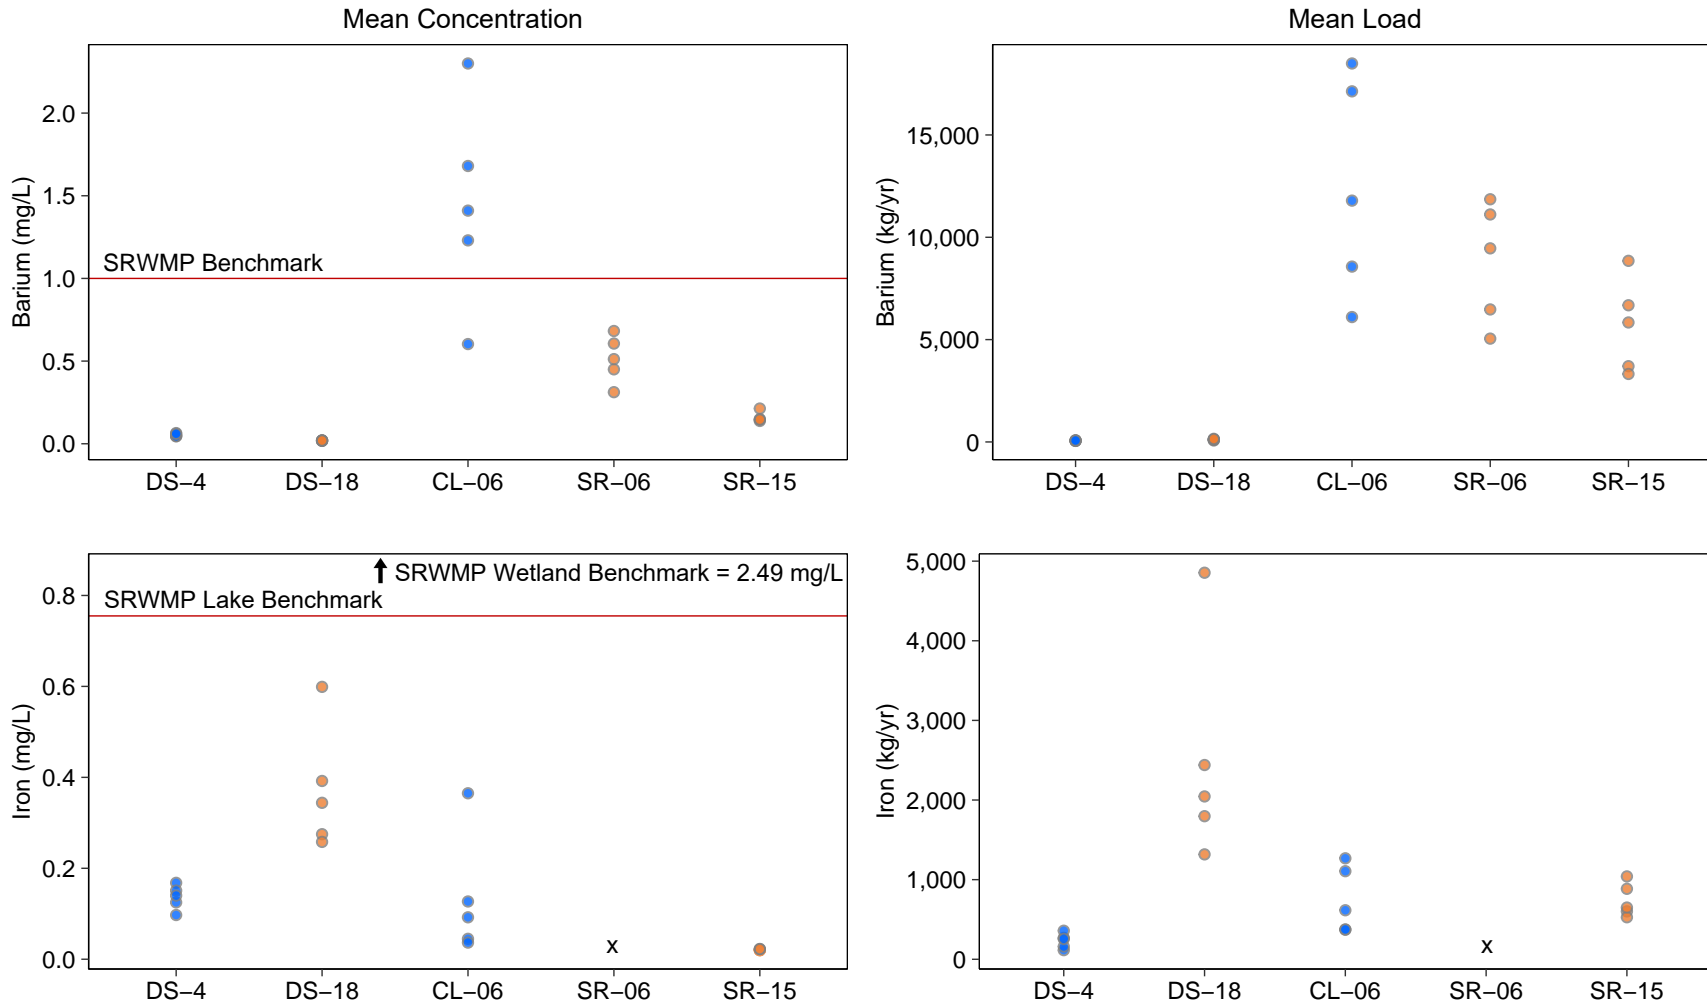 Mean Concentration
Mean Load
Barium (mg/L)
2.0
1.5
1.0
0.5
0.0
SRWMP Benchmark
DS−4 DS−18 CL−06 SR−06 SR−15
Barium (kg/yr)
15,000
10,000
5,000
0
DS−4 DS−18 CL−06 SR−06 SR−15
Iron (mg/L)
0.8
0.6
0.4
0.2
0.0
SRWMP Wetland Benchmark = 2.49 mg/L
SRWMP Lake Benchmark
x
DS−4 DS−18 CL−06 SR−06 SR−15
Iron (kg/yr)
5,000
4,000
3,000
2,000
1,000
0
x
DS−4 DS−18 CL−06 SR−06 SR−15